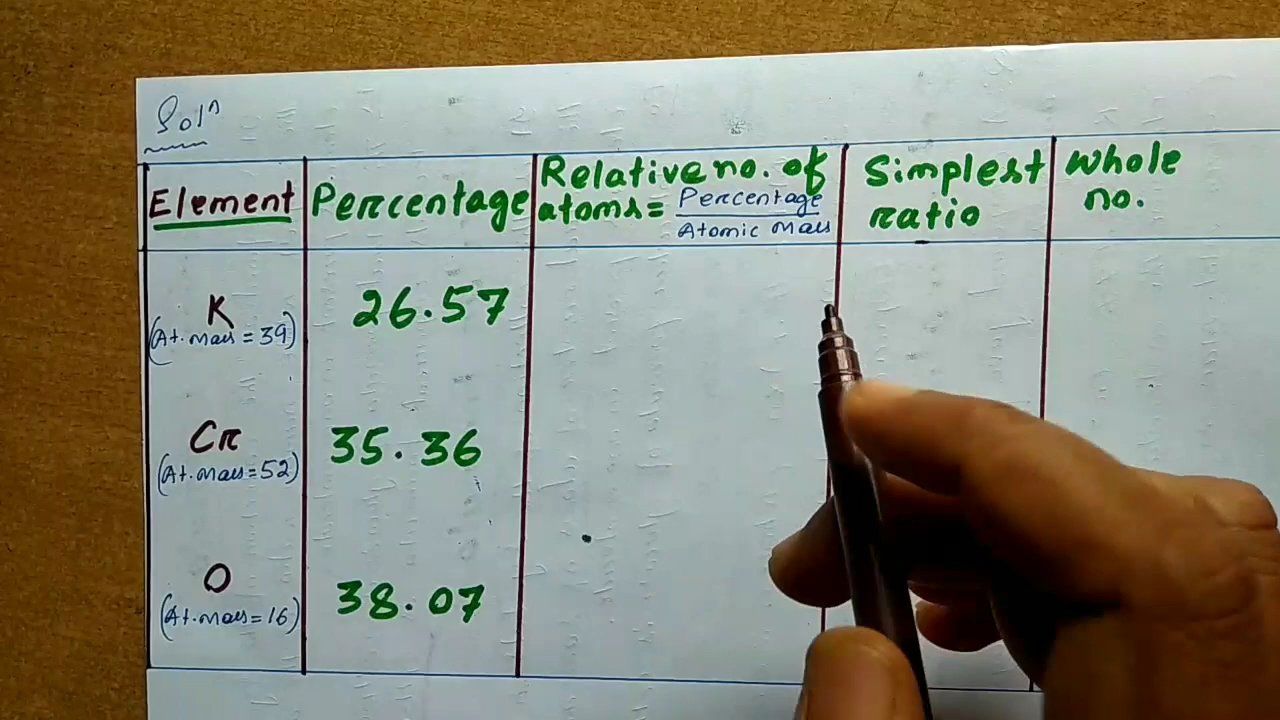 Solⁿ
Element Percentage Relative no. of atoms = Percentage / Atomic Mass Simplest ratio Whole no.
K 26.57
(At. mass = 39)
Cr 35.36
(At. mass = 52)
O 38.07
(At. mass = 16)